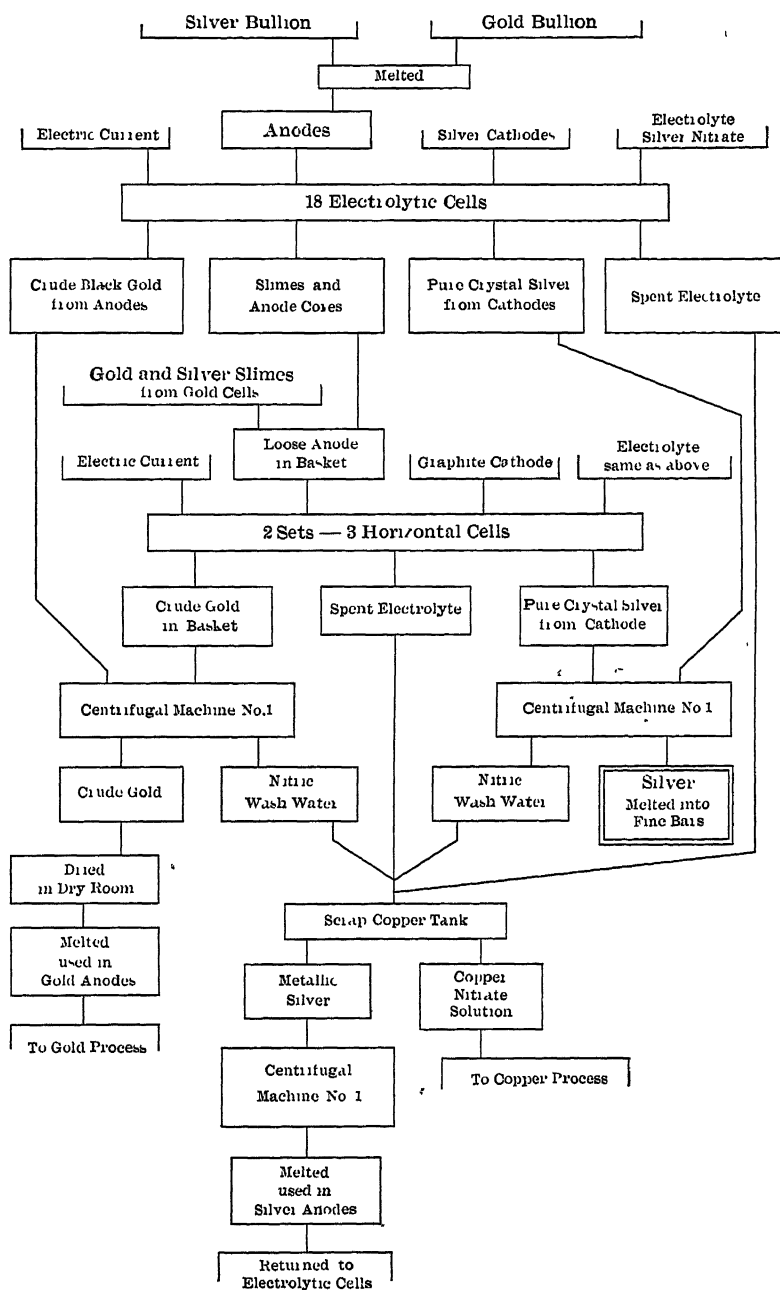 Silver Bullion
Gold Bullion
Melted
Electric Current
Anodes
Silver Cathodes
Electrolyte
Silver Nitrate
18 Electrolytic Cells
Crude Black Gold
from Anodes
Slimes and
Anode Cores
Pure Crystal Silver
from Cathodes
Spent Electrolyte
Gold and Silver Slimes
from Gold Cells
Electric Current
Loose Anode
in Basket
Graphite Cathode
Electrolyte
same as above
2 Sets — 3 Horizontal Cells
Crude Gold
in Basket
Spent Electrolyte
Pure Crystal Silver
from Cathode
Centrifugal Machine No.1
Centrifugal Machine No 1
Crude Gold
Nitric
Wash Water
Nitric
Wash Water
Silver
Melted into
Fine Bars
Dried
in Dry Room
Scrap Copper Tank
Melted
used in
Gold Anodes
Metallic
Silver
Copper
Nitrate
Solution
To Gold Process
Centrifugal
Machine No 1
To Copper Process
Melted
used in
Silver Anodes
Returned to
Electrolytic Cells